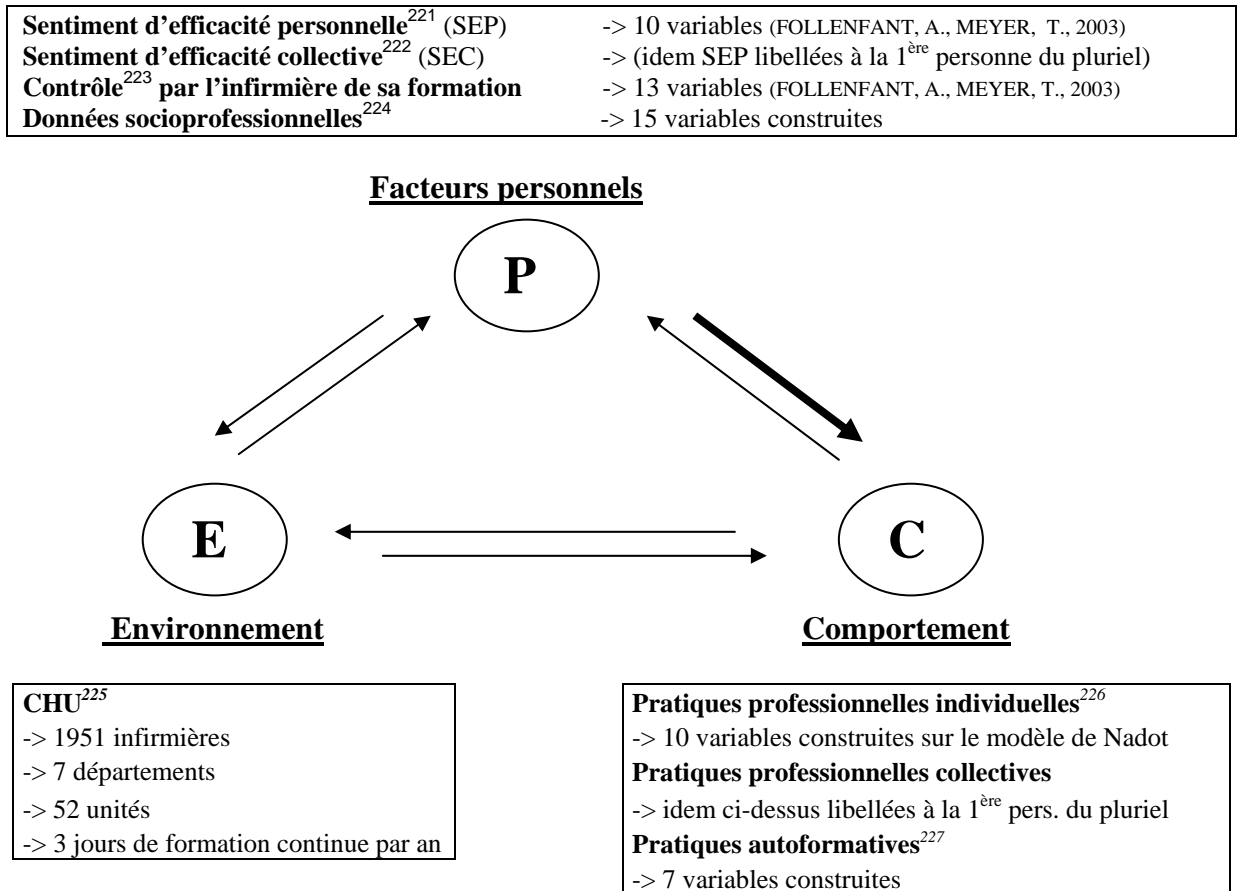 Sentiment d'efficacité personnelle221 (SEP) -> 10 variables (FOLLENFANT, A., MEYER, T., 2003)
Sentiment d'efficacité collective222 (SEC) -> (idem SEP libellées à la 1ère personne du pluriel)
Contrôle223 par l'infirmière de sa formation -> 13 variables (FOLLENFANT, A., MEYER, T., 2003)
Données socioprofessionnelles224 -> 15 variables construites
Facteurs personnels
P
E
C
Environnement
Comportement
CHU225
-> 1951 infirmières
-> 7 départements
-> 52 unités
-> 3 jours de formation continue par an
Pratiques professionnelles individuelles226
-> 10 variables construites sur le modèle de Nadot
Pratiques professionnelles collectives
-> idem ci-dessus libellées à la 1ère pers. du pluriel
Pratiques autoformatives227
-> 7 variables construites